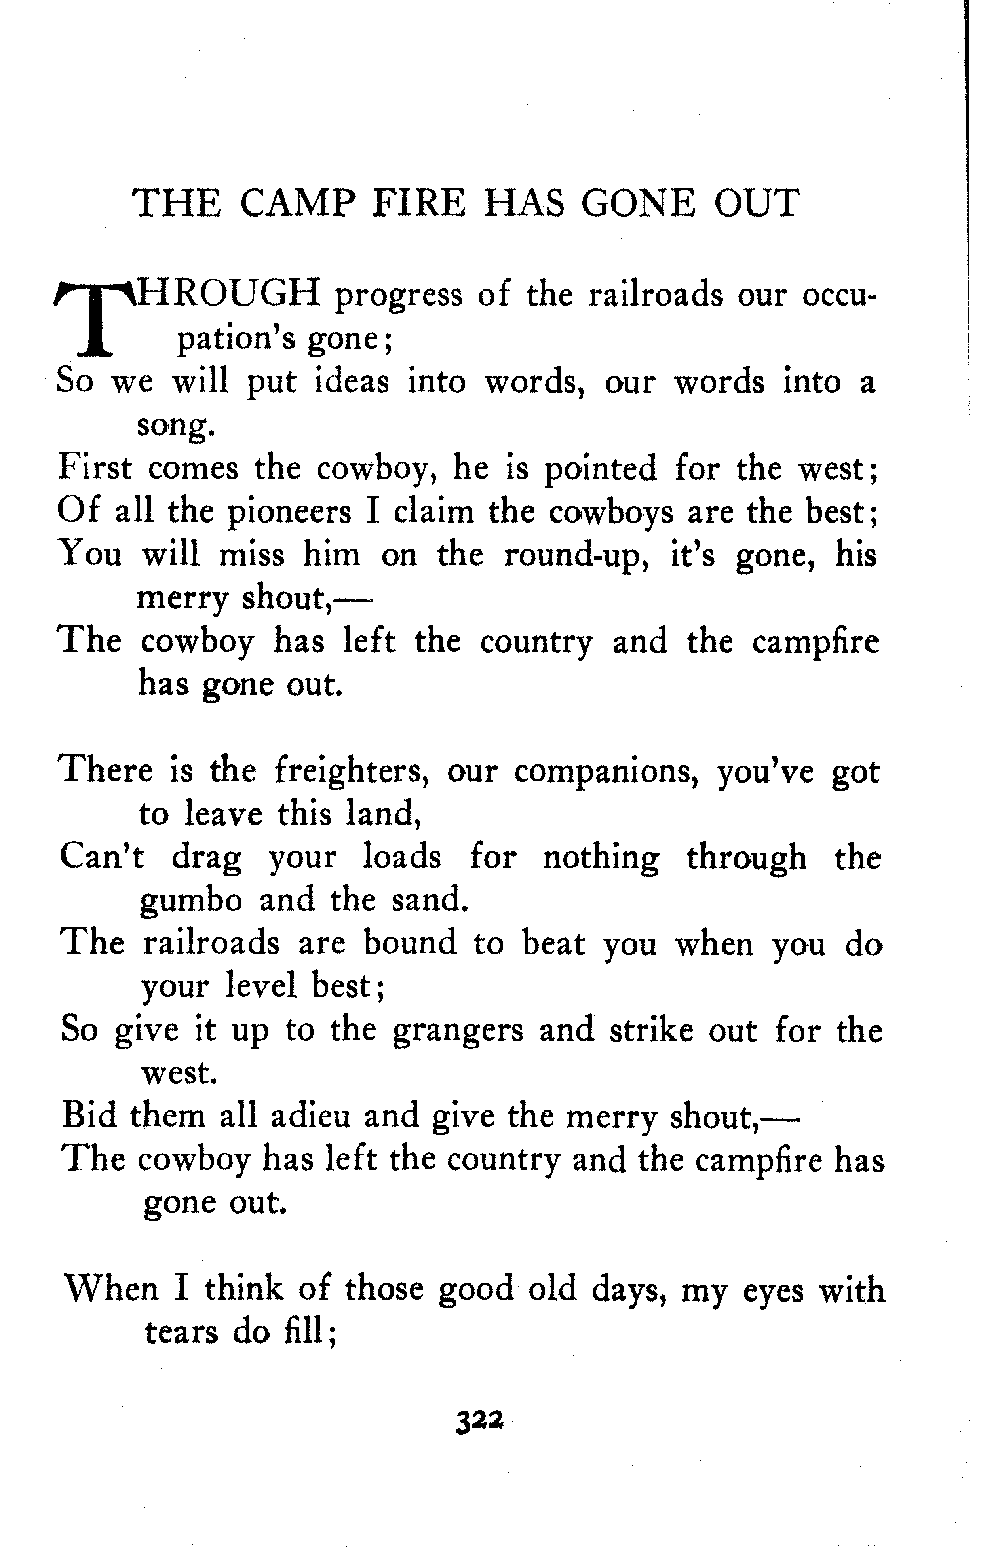 THE CAMP FIRE HAS GONE OUT
THROUGH progress of the railroads our occu-
pation's gone;
So we will put ideas into words, our words into a
song.
First comes the cowboy, he is pointed for the west;
Of all the pioneers I claim the cowboys are the best;
You will miss him on the round-up, it's gone, his
merry shout,—
The cowboy has left the country and the campfire
has gone out.
There is the freighters, our companions, you've got
to leave this land,
Can't drag your loads for nothing through the
gumbo and the sand.
The railroads are bound to beat you when you do
your level best;
So give it up to the grangers and strike out for the
west.
Bid them all adieu and give the merry shout,—
The cowboy has left the country and the campfire has
gone out.
When I think of those good old days, my eyes with
tears do fill;
322